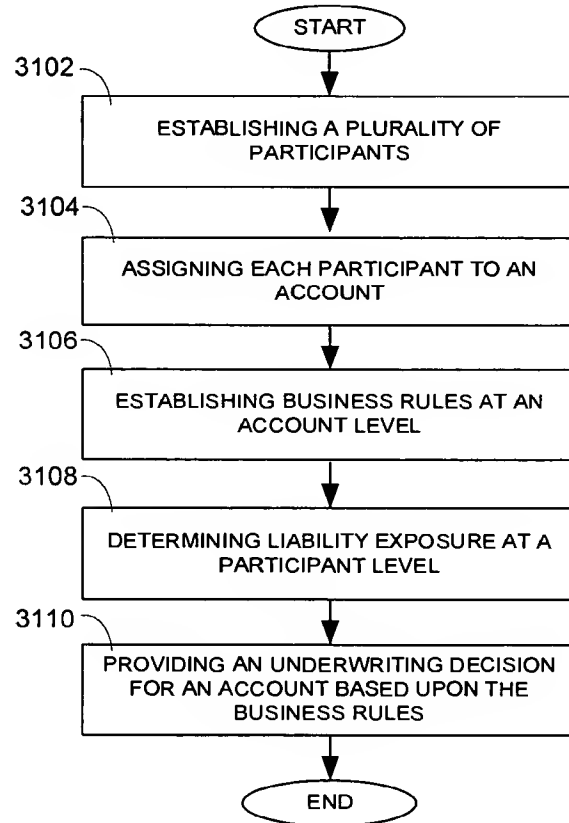 START
3102
ESTABLISHING A PLURALITY OF
PARTICIPANTS
3104
ASSIGNING EACH PARTICIPANT TO AN
ACCOUNT
3106
ESTABLISHING BUSINESS RULES AT AN
ACCOUNT LEVEL
3108
DETERMINING LIABILITY EXPOSURE AT A
PARTICIPANT LEVEL
3110
PROVIDING AN UNDERWRITING DECISION
FOR AN ACCOUNT BASED UPON THE
BUSINESS RULES
END